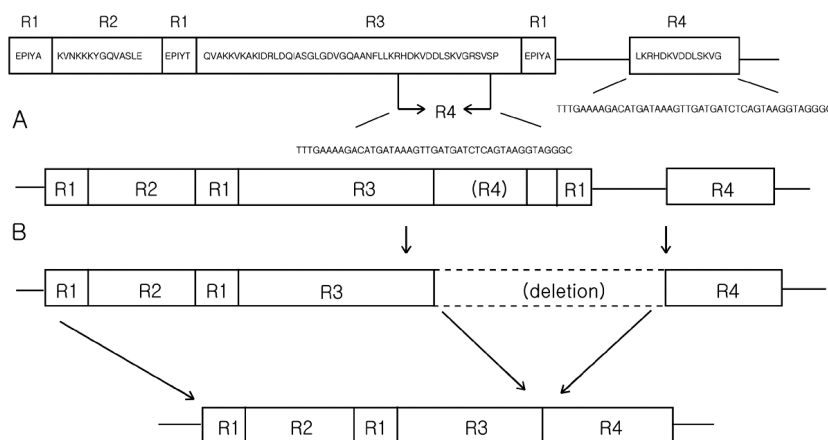 R1 R2 R1 R3 R1 R4
EPIYA KVNKKKYGQVASLE EPIYT QVAKKVKAKIDRLDQIASGLGDVGQAANFLLKRHDKVDDLSKVGRSVSP EPIYA LKRHDKVDDLSKVG
R4
TTTGAAAAGACATGATAAAGTTGATGATCTCAGTAAGGTAGGGC
A
TTTGAAAAGACATGATAAAGTTGATGATCTCAGTAAGGTAGGGC
R1 R2 R1 R3 (R4) R1 R4
B
R1 R2 R1 R3 (deletion) R4
R1 R2 R1 R3 R4